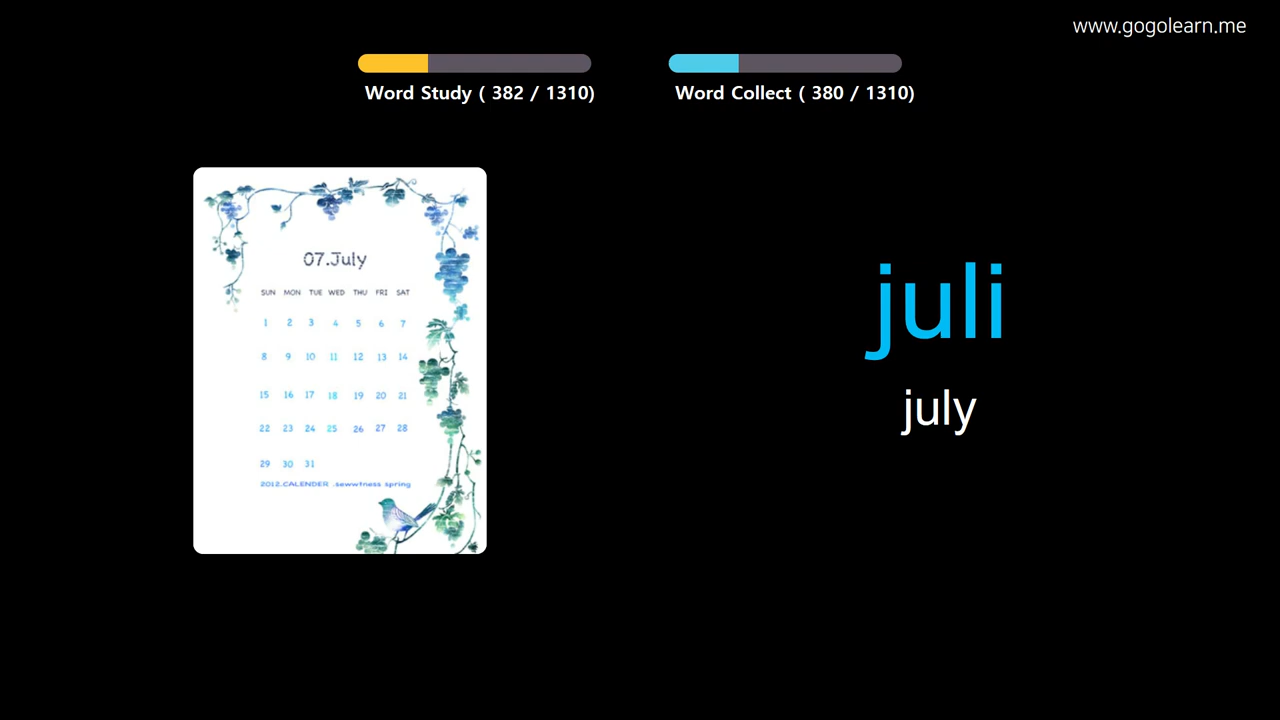 www.gogolearn.me
Word Study ( 382 / 1310)
Word Collect ( 380 / 1310)
07.July
SUN MON TUE WED THU FRI SAT
1 2 3 4 5 6 7
8 9 10 11 12 13 14
15 16 17 18 19 20 21
22 23 24 25 26 27 28
29 30 31
2012.CALENDER .sewwtness spring
juli
july